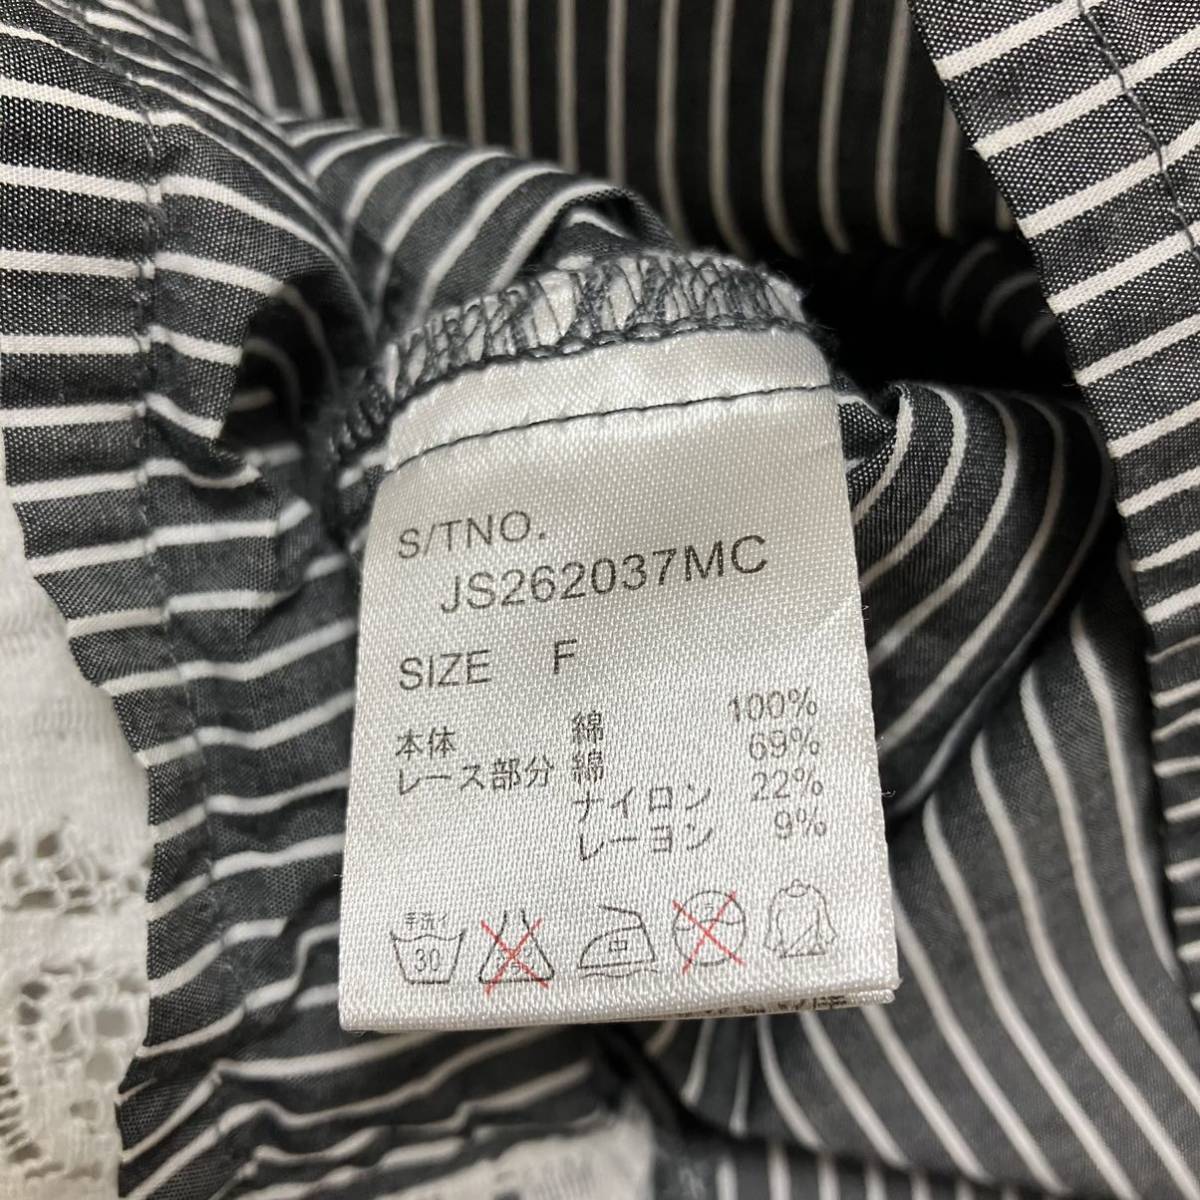 S/TNO.
JS262037MC
SIZE F
本体 綿 100%
レース部分 綿 69%
ナイロン 22%
レーヨン 9%
手洗イ
30
中